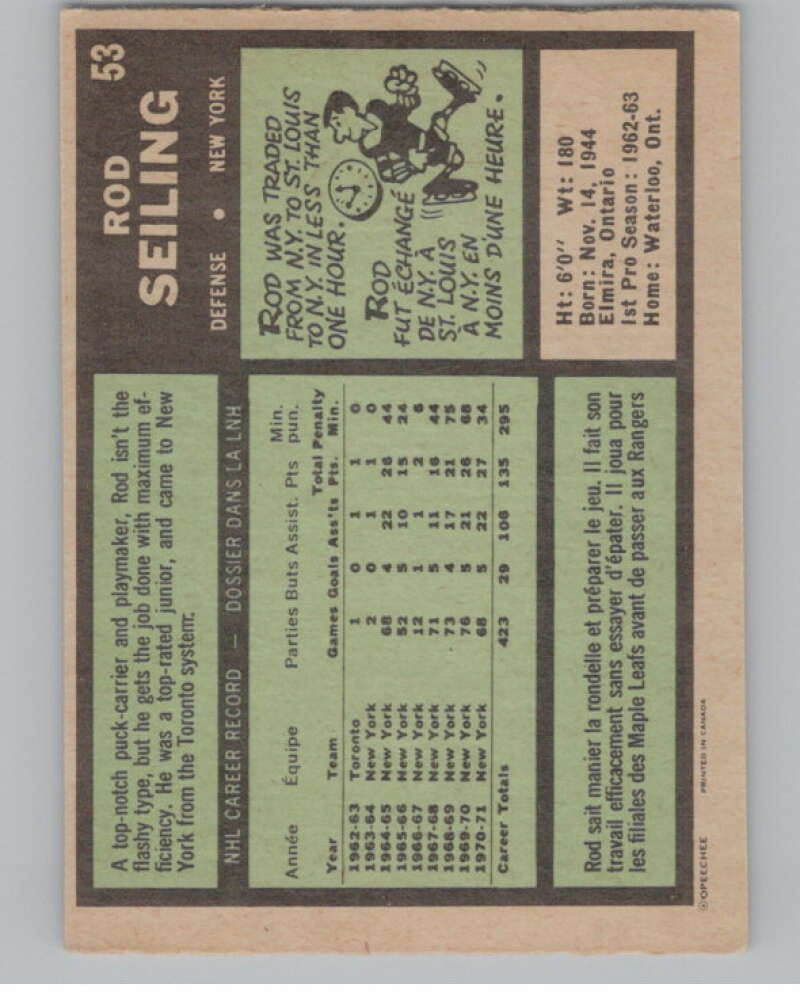 A top-notch puck-carrier and playmaker, Rod isn't the
flashy type, but he gets the job done with maximum ef-
ficiency. He was a top-rated junior, and came to New
York from the Toronto system.
53
ROD
SEILING
DEFENSE • NEW YORK
NHL CAREER RECORD — DOSSIER DANS LA LNH
Min.
Année Équipe Parties Buts Assist. Pts pun.
Total Penalty
Year Team Games Goals Ass'ts Pts. Min.
1962-63 Toronto 1 0 1 1 0
1963-64 New York 2 0 1 1 0
1964-65 New York 68 4 22 26 44
1965-66 New York 52 5 10 15 24
1966-67 New York 12 1 1 2 6
1967-68 New York 71 5 11 16 44
1968-69 New York 73 4 17 21 75
1969-70 New York 76 5 21 26 68
1970-71 New York 68 5 22 27 34
Career Totals 423 29 106 135 295
ROD WAS TRADED
FROM N.Y. TO ST. LOUIS
TO N.Y. IN LESS THAN
ONE HOUR.
ROD
FUT ÉCHANGÉ
DE N.Y. À
ST. LOUIS
À N.Y. EN
MOINS D'UNE HEURE.
Rod sait manier la rondelle et préparer le jeu. Il fait son
travail efficacement sans essayer d'épater. Il joua pour
les filiales des Maple Leafs avant de passer aux Rangers
Ht: 6'0" Wt: 180
Born: Nov. 14, 1944
Elmira, Ontario
1st Pro Season: 1962-63
Home: Waterloo, Ont.
©OPEECHEE PRINTED IN CANADA